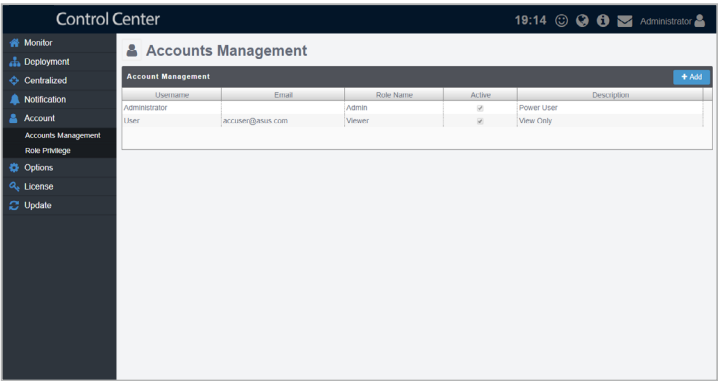 Control Center
19:14 Administrator
Monitor
Deployment
Centralized
Notification
Account
Accounts Management
Role Privilege
Options
License
Update
Accounts Management
Account Management
+ Add
Username Email Role Name Active Description
Administrator Admin Power User
User accuser@asus.com Viewer View Only